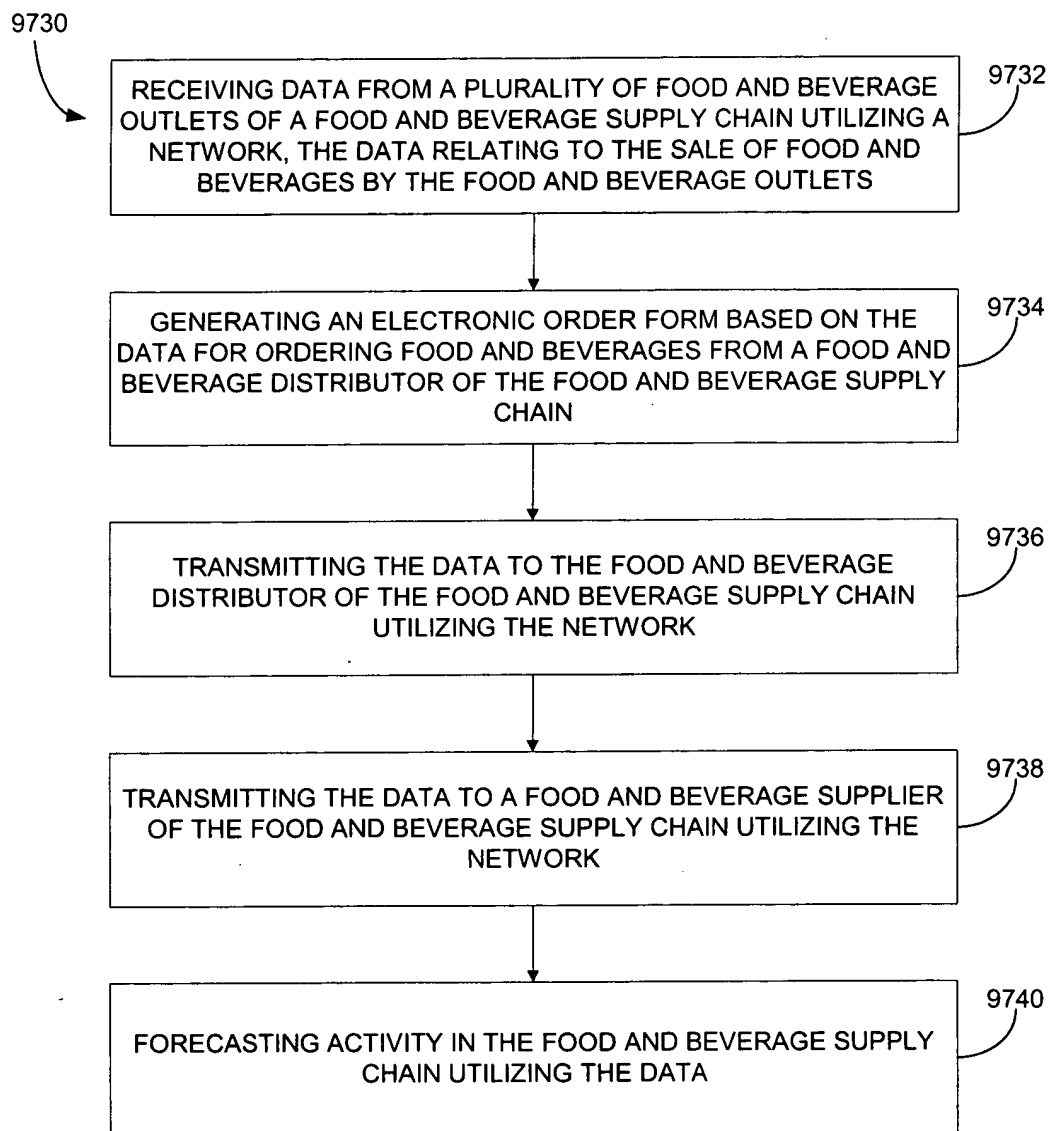 9730
9732
RECEIVING DATA FROM A PLURALITY OF FOOD AND BEVERAGE
OUTLETS OF A FOOD AND BEVERAGE SUPPLY CHAIN UTILIZING A
NETWORK, THE DATA RELATING TO THE SALE OF FOOD AND
BEVERAGES BY THE FOOD AND BEVERAGE OUTLETS
9734
GENERATING AN ELECTRONIC ORDER FORM BASED ON THE
DATA FOR ORDERING FOOD AND BEVERAGES FROM A FOOD AND
BEVERAGE DISTRIBUTOR OF THE FOOD AND BEVERAGE SUPPLY
CHAIN
9736
TRANSMITTING THE DATA TO THE FOOD AND BEVERAGE
DISTRIBUTOR OF THE FOOD AND BEVERAGE SUPPLY CHAIN
UTILIZING THE NETWORK
9738
TRANSMITTING THE DATA TO A FOOD AND BEVERAGE SUPPLIER
OF THE FOOD AND BEVERAGE SUPPLY CHAIN UTILIZING THE
NETWORK
9740
FORECASTING ACTIVITY IN THE FOOD AND BEVERAGE SUPPLY
CHAIN UTILIZING THE DATA